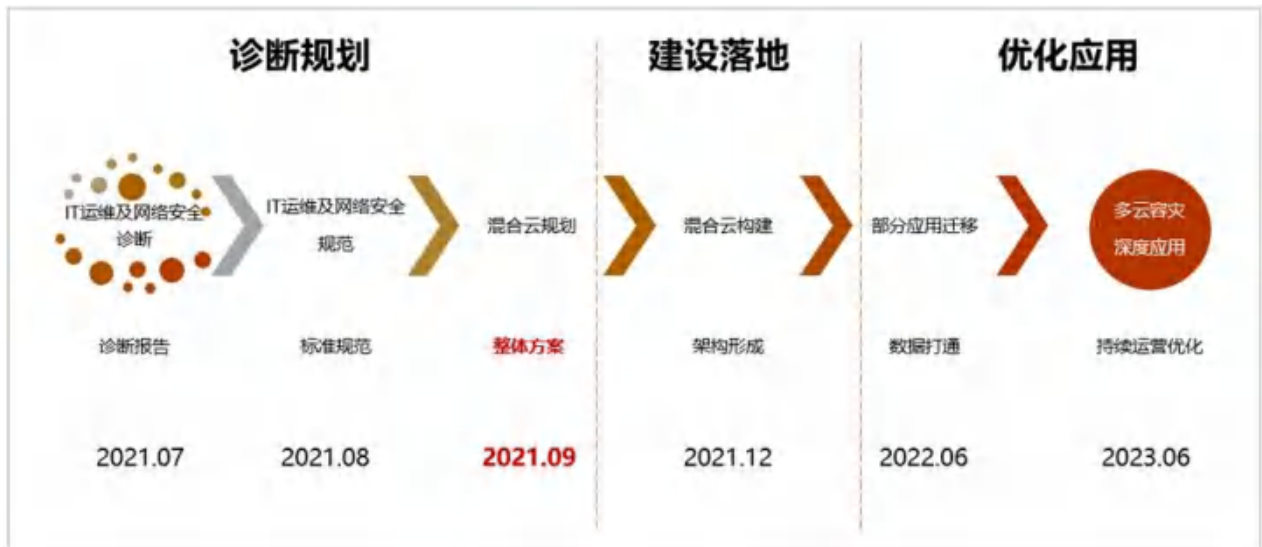 诊断规划
建设落地
优化应用
IT运维及网络安全
诊断
IT运维及网络安全
规范
混合云规划
混合云构建
部分应用迁移
多云容灾
深度应用
诊断报告
标准规范
整体方案
架构形成
数据打通
持续运营优化
2021.07
2021.08
2021.09
2021.12
2022.06
2023.06